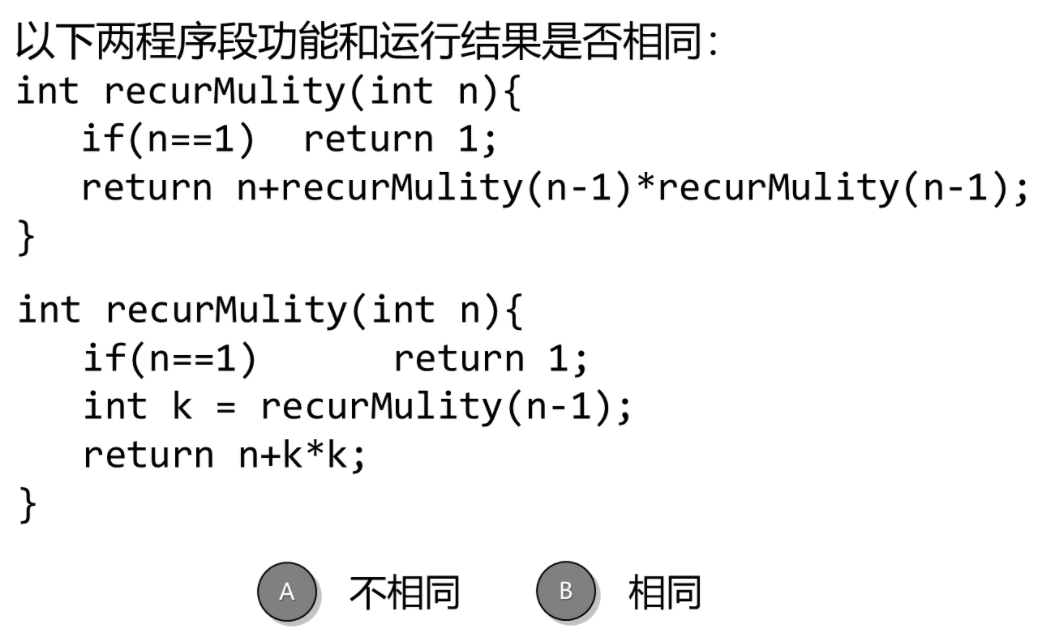 以下两程序段功能和运行结果是否相同：
int recurMulity(int n){
if(n==1) return 1;
return n+recurMulity(n-1)*recurMulity(n-1);
}
int recurMulity(int n){
if(n==1) return 1;
int k = recurMulity(n-1);
return n+k*k;
}
A 不相同 B 相同